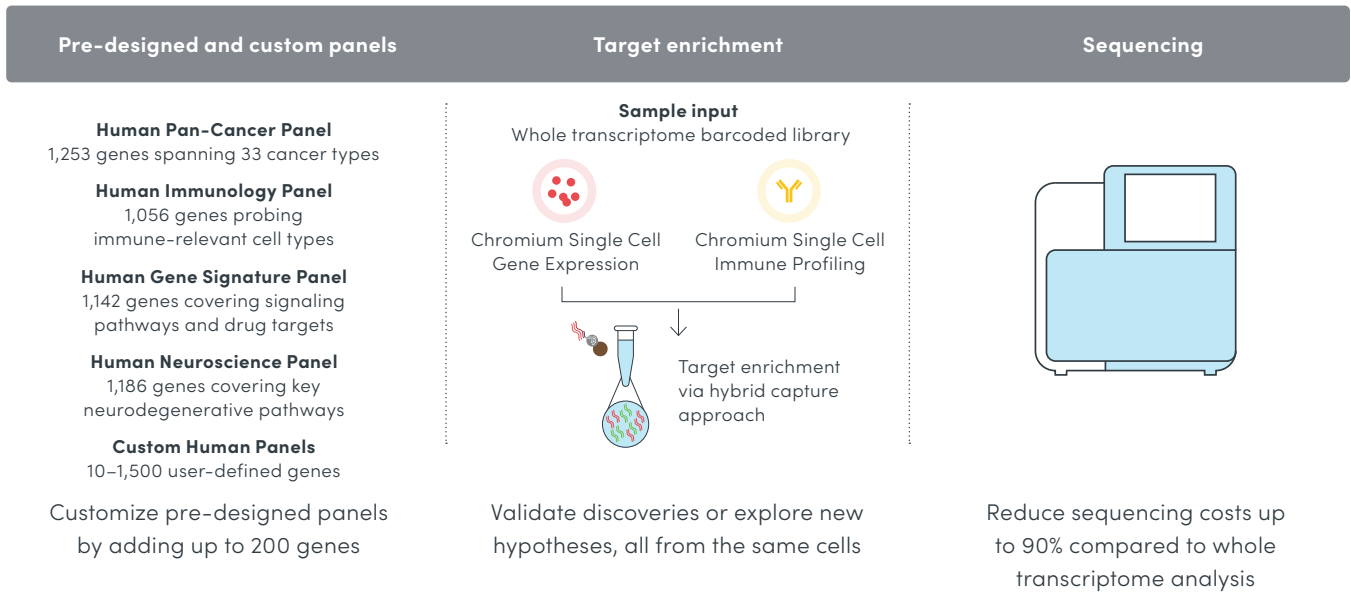 Pre-designed and custom panels
Target enrichment
Sequencing
Human Pan-Cancer Panel
1,253 genes spanning 33 cancer types
Human Immunology Panel
1,056 genes probing
immune-relevant cell types
Human Gene Signature Panel
1,142 genes covering signaling
pathways and drug targets
Human Neuroscience Panel
1,186 genes covering key
neurodegenerative pathways
Custom Human Panels
10–1,500 user-defined genes
Customize pre-designed panels
by adding up to 200 genes
Sample input
Whole transcriptome barcoded library
Chromium Single Cell
Gene Expression
Chromium Single Cell
Immune Profiling
Target enrichment
via hybrid capture
approach
Validate discoveries or explore new
hypotheses, all from the same cells
Reduce sequencing costs up
to 90% compared to whole
transcriptome analysis